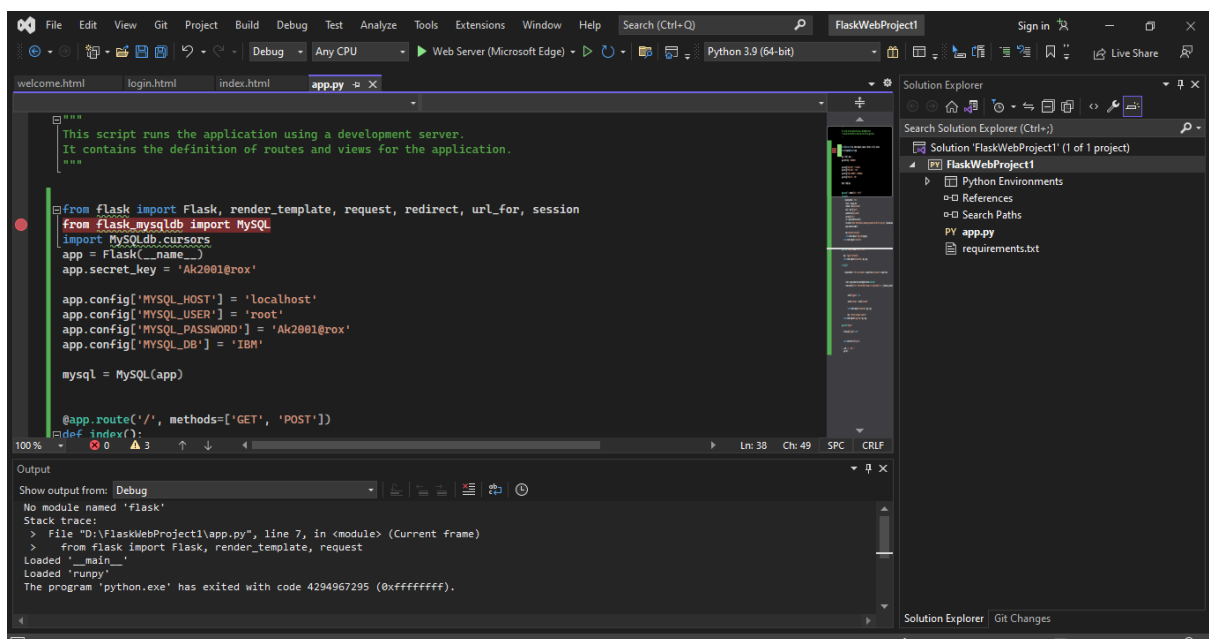 File Edit View Git Project Build Debug Test Analyze Tools Extensions Window Help Search (Ctrl+Q) FlaskWebProject1 Sign in
Debug Any CPU Web Server (Microsoft Edge) Python 3.9 (64-bit) Live Share
welcome.html login.html index.html app.py
"""
This script runs the application using a development server.
It contains the definition of routes and views for the application.
"""
from flask import Flask, render_template, request, redirect, url_for, session
from flask_mysqldb import MySQL
import MySQLdb.cursors
app = Flask(__name__)
app.secret_key = 'Ak2001@rox'
app.config['MYSQL_HOST'] = 'localhost'
app.config['MYSQL_USER'] = 'root'
app.config['MYSQL_PASSWORD'] = 'Ak2001@rox'
app.config['MYSQL_DB'] = 'IBM'
mysql = MySQL(app)
@app.route('/', methods=['GET', 'POST'])
def index():
100 % 0 3 Ln: 38 Ch: 49 SPC CRLF
Output
Show output from: Debug
No module named 'flask'
Stack trace:
> File "D:\FlaskWebProject1\app.py", line 7, in <module> (Current frame)
> from flask import Flask, render_template, request
Loaded '__main__'
Loaded 'runpy'
The program 'python.exe' has exited with code 4294967295 (0xffffffff).
Solution Explorer
Search Solution Explorer (Ctrl+;)
Solution 'FlaskWebProject1' (1 of 1 project)
PY FlaskWebProject1
Python Environments
References
Search Paths
PY app.py
requirements.txt
Solution Explorer Git Changes